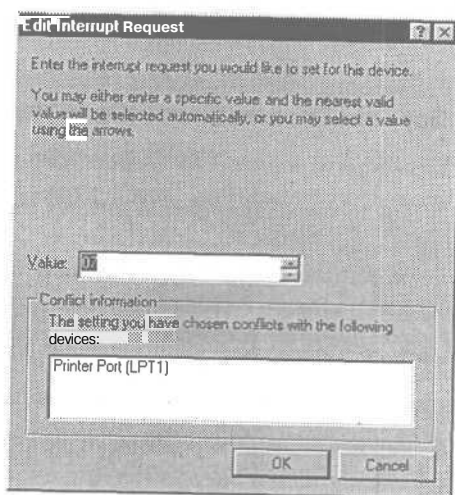 Edit Interrupt Request
Enter the interrupt request you would like to set for this device.
You may either enter a specific value and the nearest valid
value will be selected automatically, or you may select a value
using the arrows.
Value: 07
Conflict information
The setting you have chosen conflicts with the following
devices:
Printer Port (LPT1)
OK Cancel